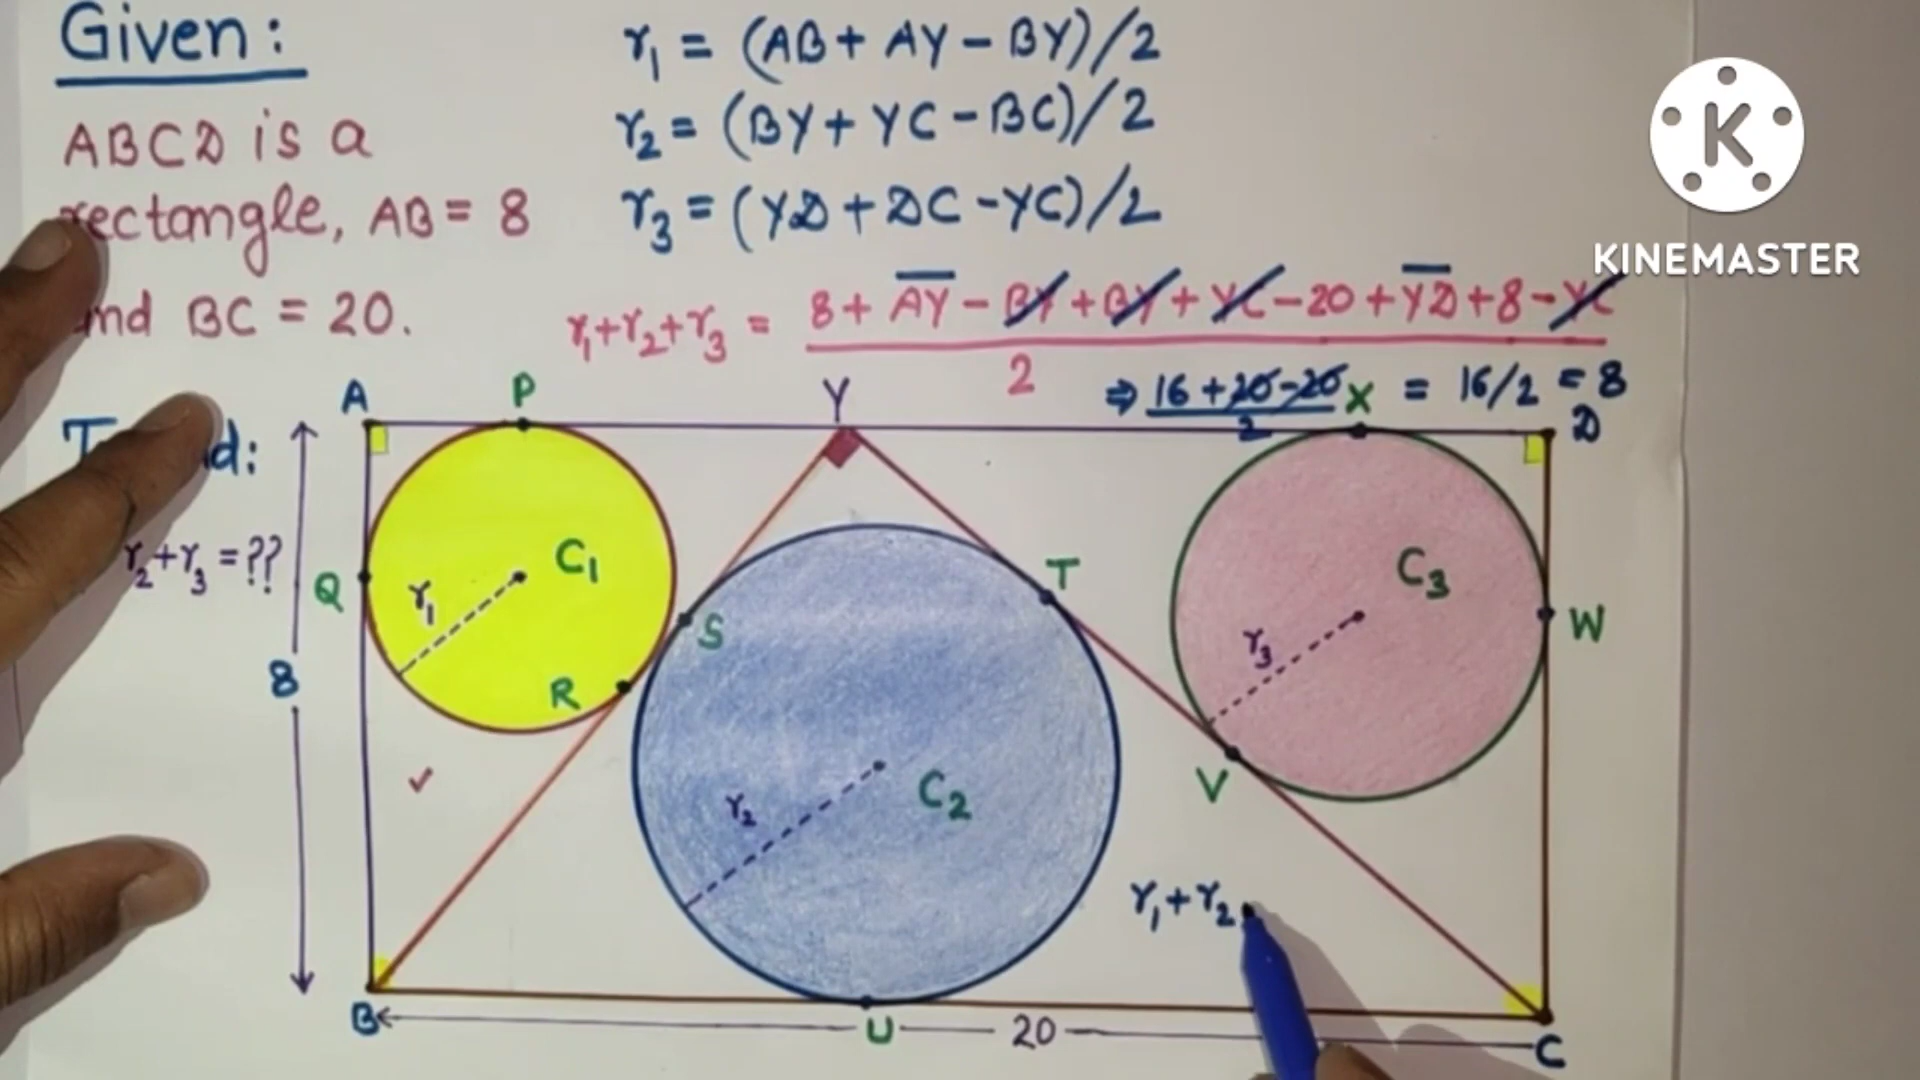 Given:
ABCD is a
rectangle, AB = 8
and BC = 20.
r₁ = (AB + AY - BY)/2
r₂ = (BY + YC - BC)/2
r₃ = (YD + DC - YC)/2
r₁+r₂+r₃ = 8 + AY - BY + BY + YC - 20 + YD + 8 - YC
2
⇒ 16 + 20 - 20 = 16/2 = 8
2
K
KINEMASTER
d:
r₂+r₃ = ??
A P Y X D
Q r₁ C₁ S T r₃ C₃ W
8 R V
✓ r₂ C₂
r₁+r₂
B U 20 C